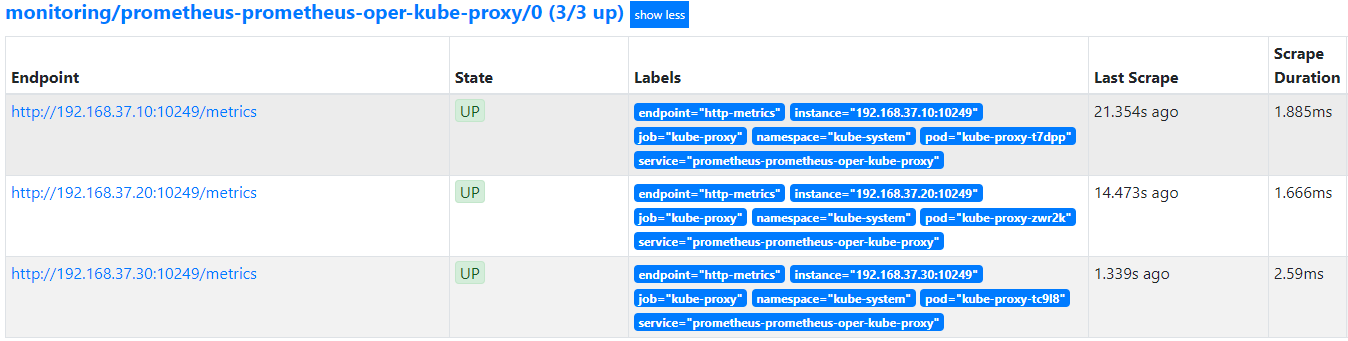 monitoring/prometheus-prometheus-oper-kube-proxy/0 (3/3 up) show less
Endpoint State Labels Last Scrape Scrape Duration
http://192.168.37.10:10249/metrics UP endpoint="http-metrics" instance="192.168.37.10:10249" 21.354s ago 1.885ms
job="kube-proxy" namespace="kube-system" pod="kube-proxy-t7dpp"
service="prometheus-prometheus-oper-kube-proxy"
http://192.168.37.20:10249/metrics UP endpoint="http-metrics" instance="192.168.37.20:10249" 14.473s ago 1.666ms
job="kube-proxy" namespace="kube-system" pod="kube-proxy-zwr2k"
service="prometheus-prometheus-oper-kube-proxy"
http://192.168.37.30:10249/metrics UP endpoint="http-metrics" instance="192.168.37.30:10249" 1.339s ago 2.59ms
job="kube-proxy" namespace="kube-system" pod="kube-proxy-tc9l8"
service="prometheus-prometheus-oper-kube-proxy"